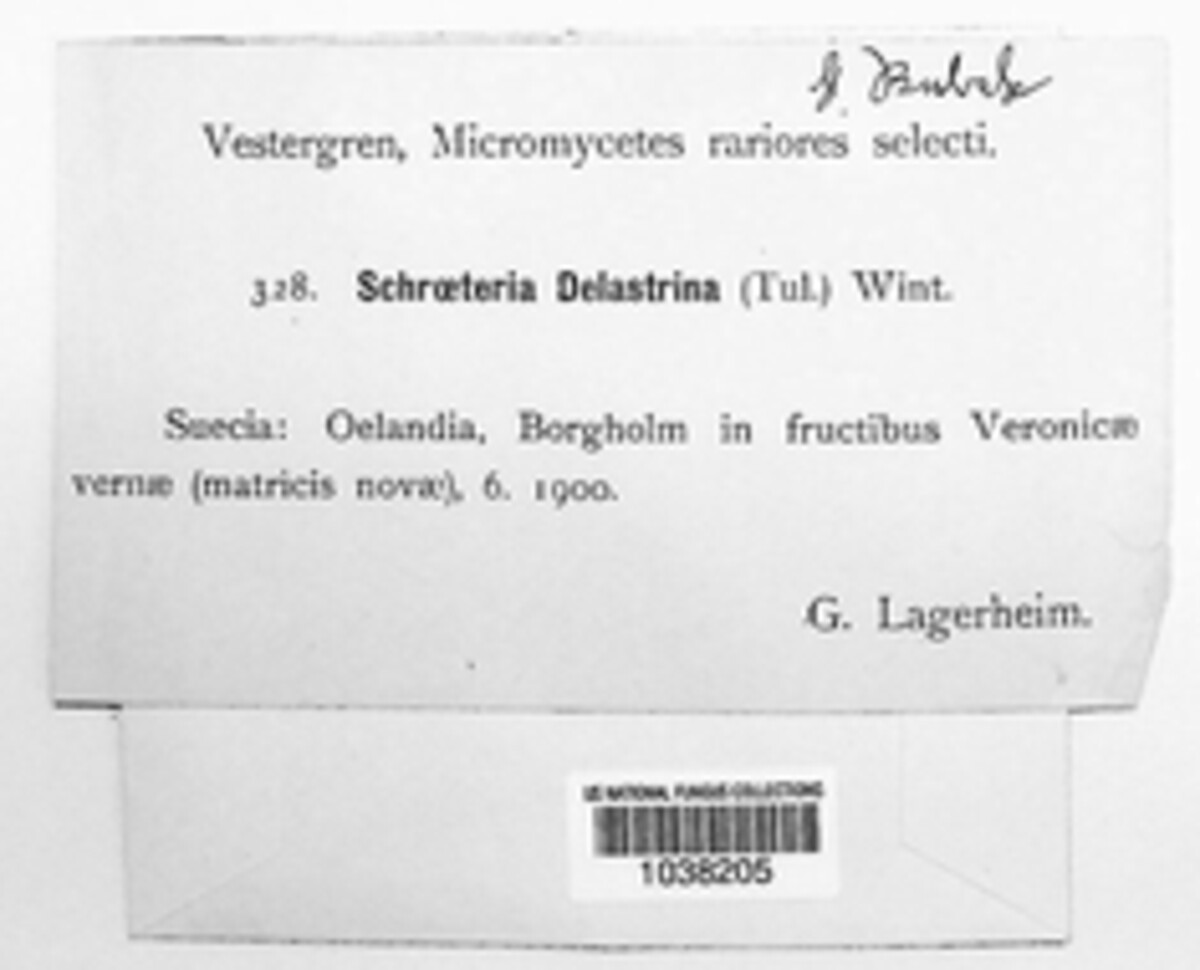 Vestergren, Micromycetes rariores selecti.
328. Schrœteria Delastrina (Tul.) Wint.
Suecia: Oelandia, Borgholm in fructibus Veronicæ
vernæ (matricis novæ), 6. 1900.
G. Lagerheim.
US NATIONAL FUNGUS COLLECTIONS
1038205